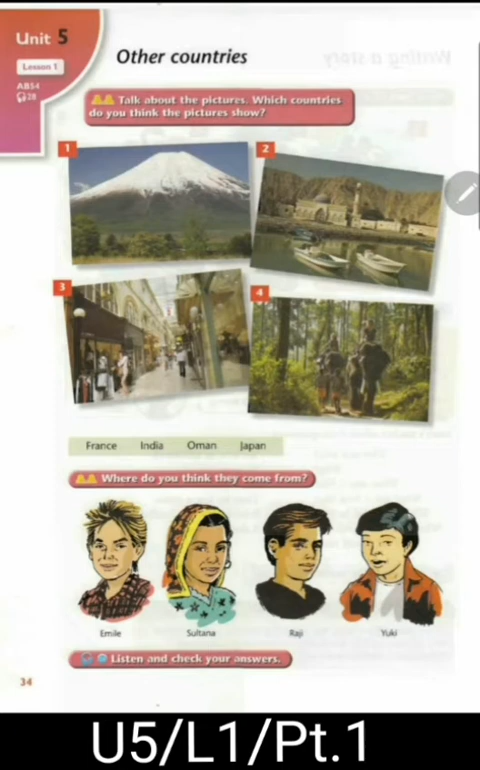 Unit 5
Lesson 1
AB54
28
Other countries
Talk about the pictures. Which countries
do you think the pictures show?
1
2
3
4
France India Oman Japan
Where do you think they come from?
Emile Sultana Raji Yuki
Listen and check your answers.
34
U5/L1/Pt.1